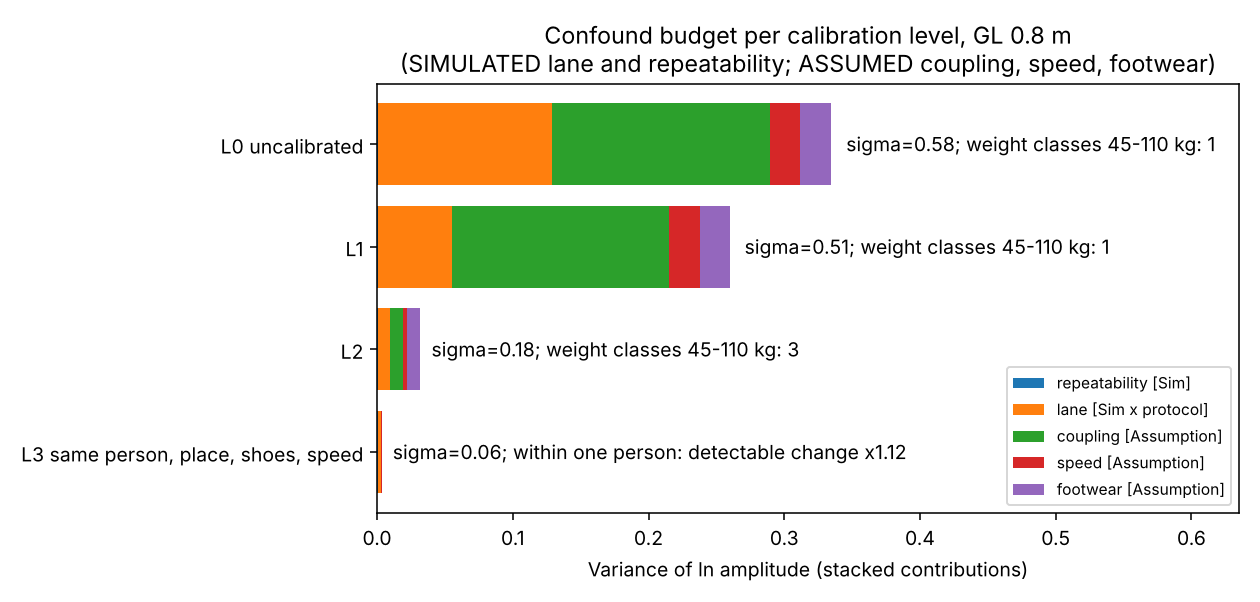 Confound budget per calibration level, GL 0.8 m
(SIMULATED lane and repeatability; ASSUMED coupling, speed, footwear)
L0 uncalibrated
sigma=0.58; weight classes 45-110 kg: 1
L1
sigma=0.51; weight classes 45-110 kg: 1
L2
sigma=0.18; weight classes 45-110 kg: 3
L3 same person, place, shoes, speed
sigma=0.06; within one person: detectable change x1.12
repeatability [Sim]
lane [Sim x protocol]
coupling [Assumption]
speed [Assumption]
footwear [Assumption]
0.0 0.1 0.2 0.3 0.4 0.5 0.6
Variance of ln amplitude (stacked contributions)